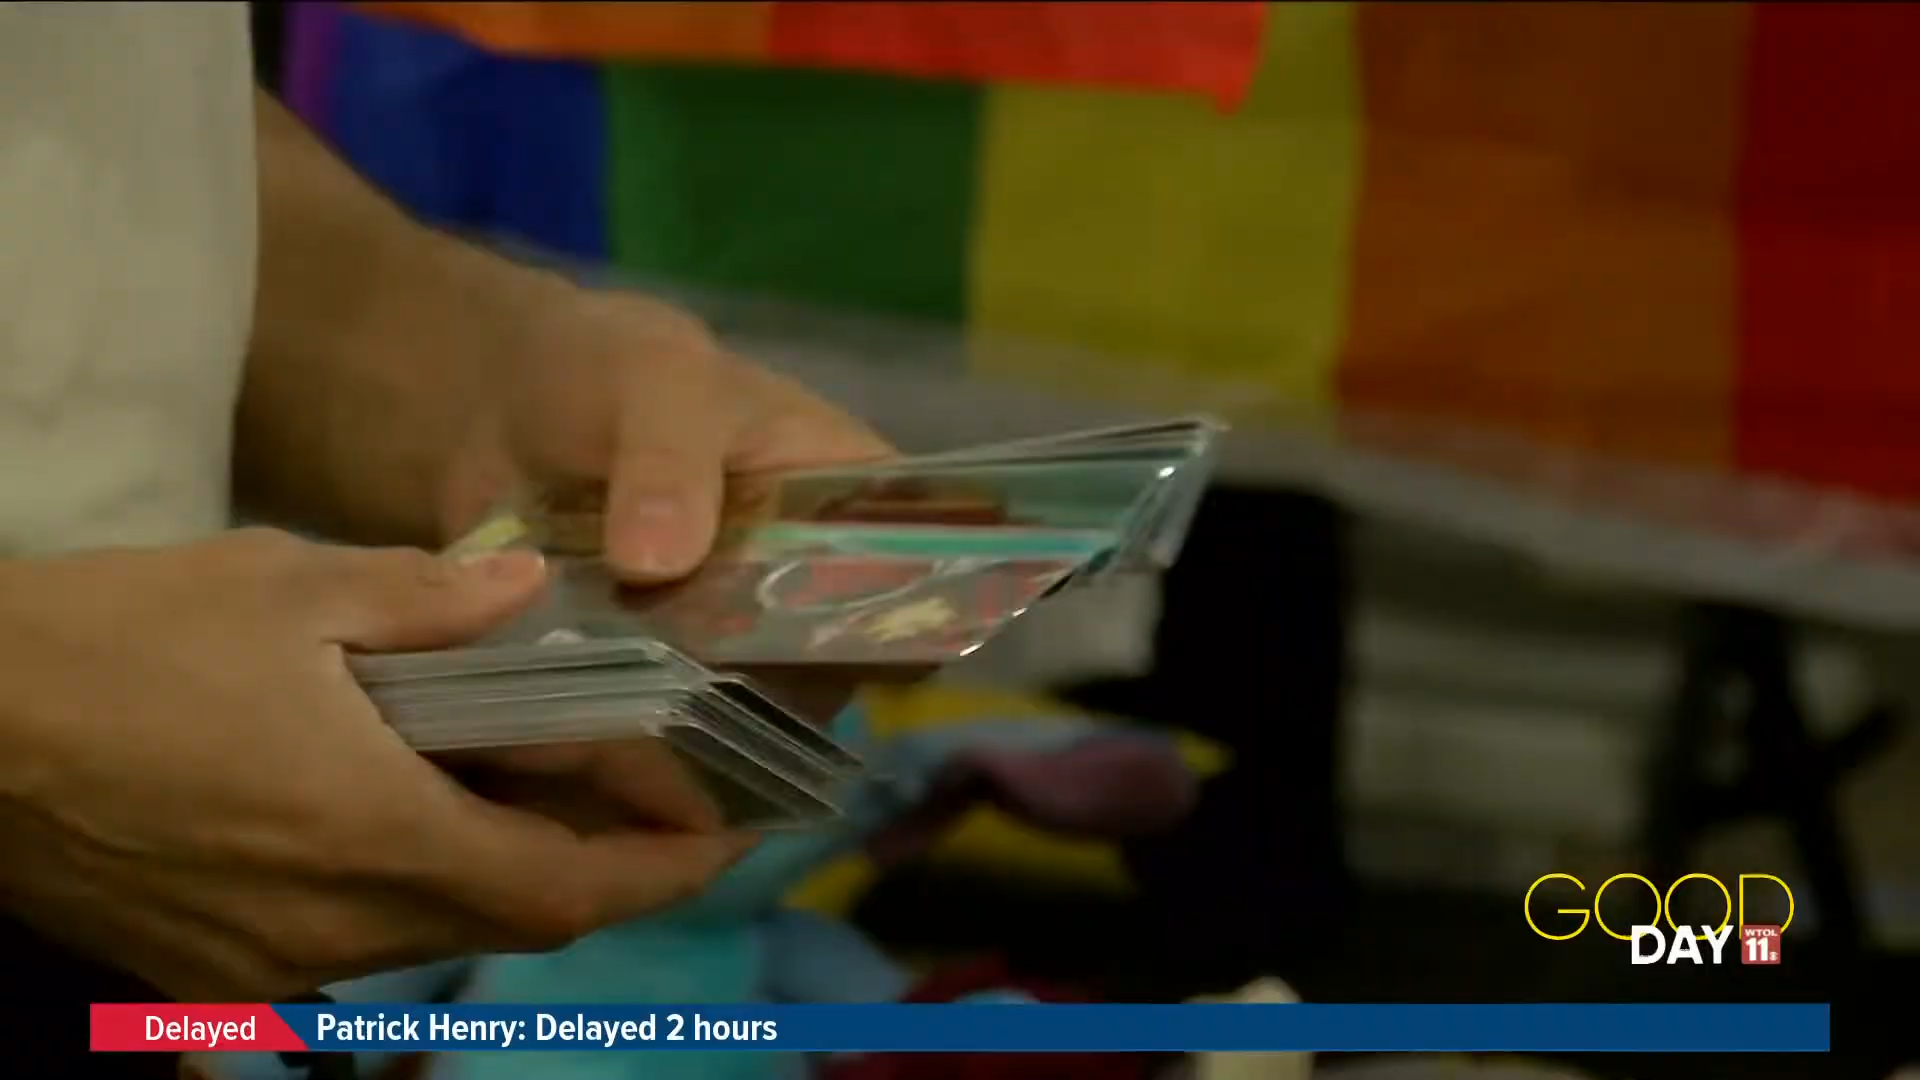 GOOD
DAY
WTOL
11
Delayed
Patrick Henry: Delayed 2 hours